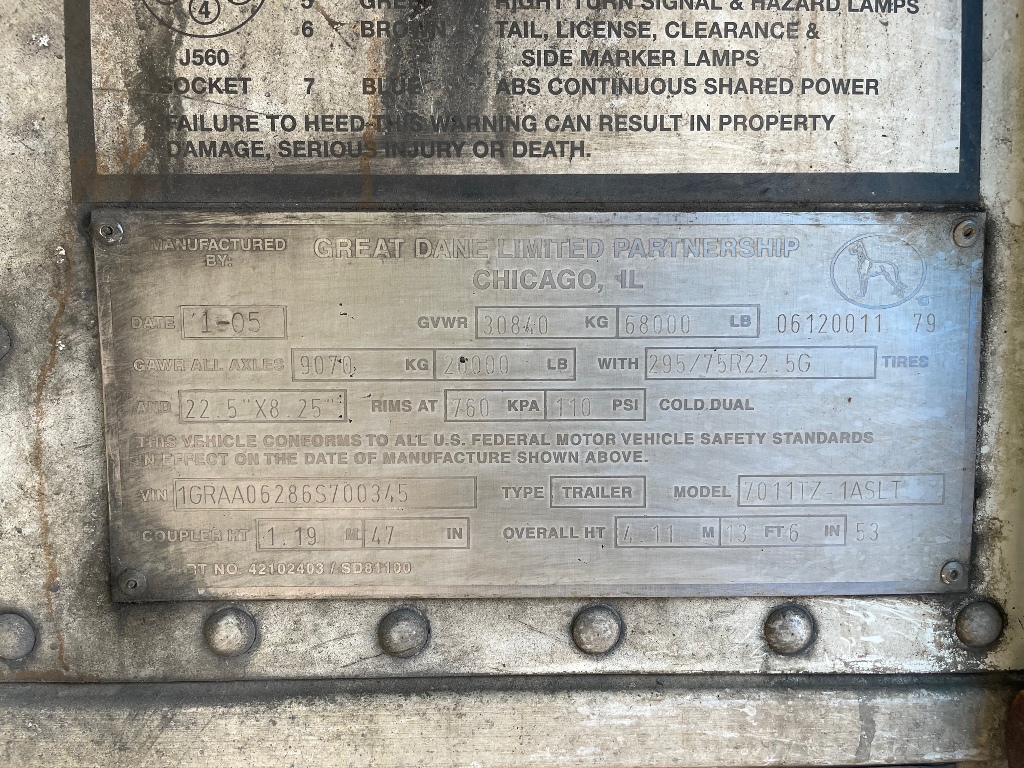 4 5 RIGHT TURN SIGNAL & HAZARD LAMPS
6 BROWN TAIL, LICENSE, CLEARANCE &
J560 SIDE MARKER LAMPS
SOCKET 7 BLUE ABS CONTINUOUS SHARED POWER
FAILURE TO HEED THIS WARNING CAN RESULT IN PROPERTY
DAMAGE, SERIOUS INJURY OR DEATH.
MANUFACTURED BY: GREAT DANE LIMITED PARTNERSHIP
CHICAGO, IL
DATE 1-05 GVWR 30840 KG 68000 LB 06120011 79
GAWR ALL AXLES 9070 KG 20000 LB WITH 295/75R22.5G TIRES
AND 22.5"X8.25" RIMS AT 760 KPA 110 PSI COLD DUAL
THIS VEHICLE CONFORMS TO ALL U.S. FEDERAL MOTOR VEHICLE SAFETY STANDARDS
IN EFFECT ON THE DATE OF MANUFACTURE SHOWN ABOVE.
VIN 1GRAA06286S700345 TYPE TRAILER MODEL 7011TZ-1ASLT
COUPLER HT 1.19 M 47 IN OVERALL HT 4.11 M 13 FT 6 IN 53
RT NO. 42102403 / SD81100